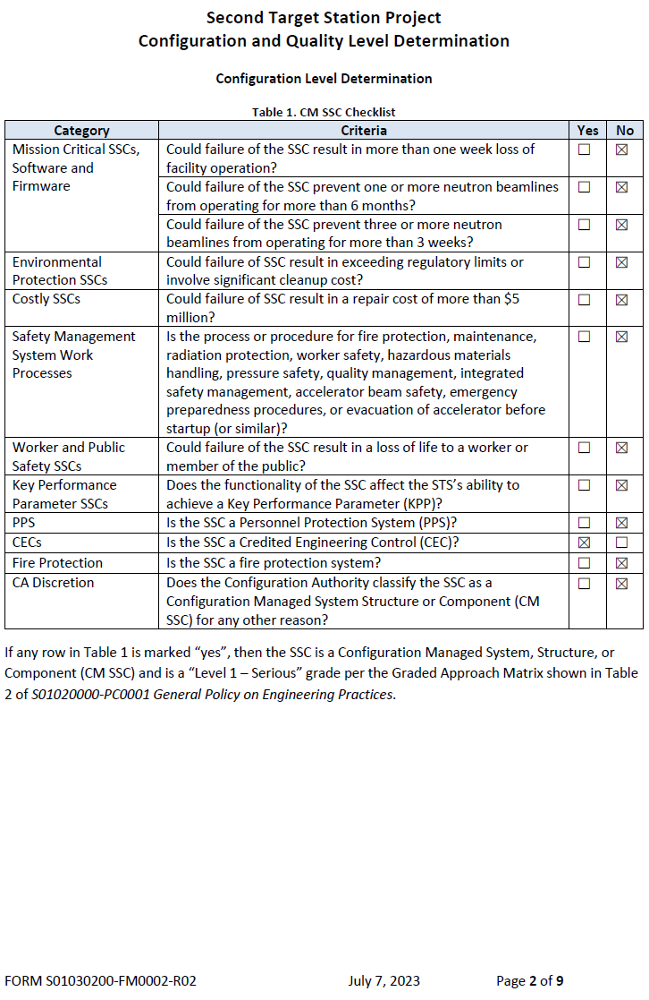 Second Target Station Project
Configuration and Quality Level Determination
Configuration Level Determination
Table 1. CM SSC Checklist
Category Criteria Yes No
Mission Critical SSCs, Could failure of the SSC result in more than one week loss of ☐ ☒
Software and facility operation?
Firmware Could failure of the SSC prevent one or more neutron beamlines ☐ ☒
from operating for more than 6 months?
Could failure of the SSC prevent three or more neutron ☐ ☒
beamlines from operating for more than 3 weeks?
Environmental Could failure of SSC result in exceeding regulatory limits or ☐ ☒
Protection SSCs involve significant cleanup cost?
Costly SSCs Could failure of SSC result in a repair cost of more than $5 ☐ ☒
million?
Safety Management Is the process or procedure for fire protection, maintenance, ☐ ☒
System Work radiation protection, worker safety, hazardous materials
Processes handling, pressure safety, quality management, integrated
safety management, accelerator beam safety, emergency
preparedness procedures, or evacuation of accelerator before
startup (or similar)?
Worker and Public Could failure of the SSC result in a loss of life to a worker or ☐ ☒
Safety SSCs member of the public?
Key Performance Does the functionality of the SSC affect the STS’s ability to ☐ ☒
Parameter SSCs achieve a Key Performance Parameter (KPP)?
PPS Is the SSC a Personnel Protection System (PPS)? ☐ ☒
CECs Is the SSC a Credited Engineering Control (CEC)? ☒ ☐
Fire Protection Is the SSC a fire protection system? ☐ ☒
CA Discretion Does the Configuration Authority classify the SSC as a ☐ ☒
Configuration Managed System Structure or Component (CM
SSC) for any other reason?
If any row in Table 1 is marked “yes”, then the SSC is a Configuration Managed System, Structure, or
Component (CM SSC) and is a “Level 1 – Serious” grade per the Graded Approach Matrix shown in Table
2 of S01020000-PC0001 General Policy on Engineering Practices.
FORM S01030200-FM0002-R02 July 7, 2023 Page 2 of 9